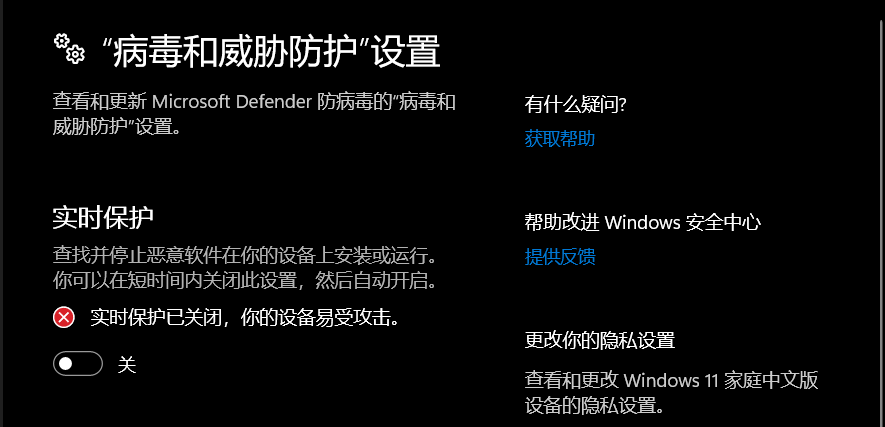 “病毒和威胁防护”设置
查看和更新 Microsoft Defender 防病毒的“病毒和
威胁防护”设置。
实时保护
查找并停止恶意软件在你的设备上安装或运行。
你可以在短时间内关闭此设置，然后自动开启。
实时保护已关闭，你的设备易受攻击。
关
有什么疑问?
获取帮助
帮助改进 Windows 安全中心
提供反馈
更改你的隐私设置
查看和更改 Windows 11 家庭中文版
设备的隐私设置。